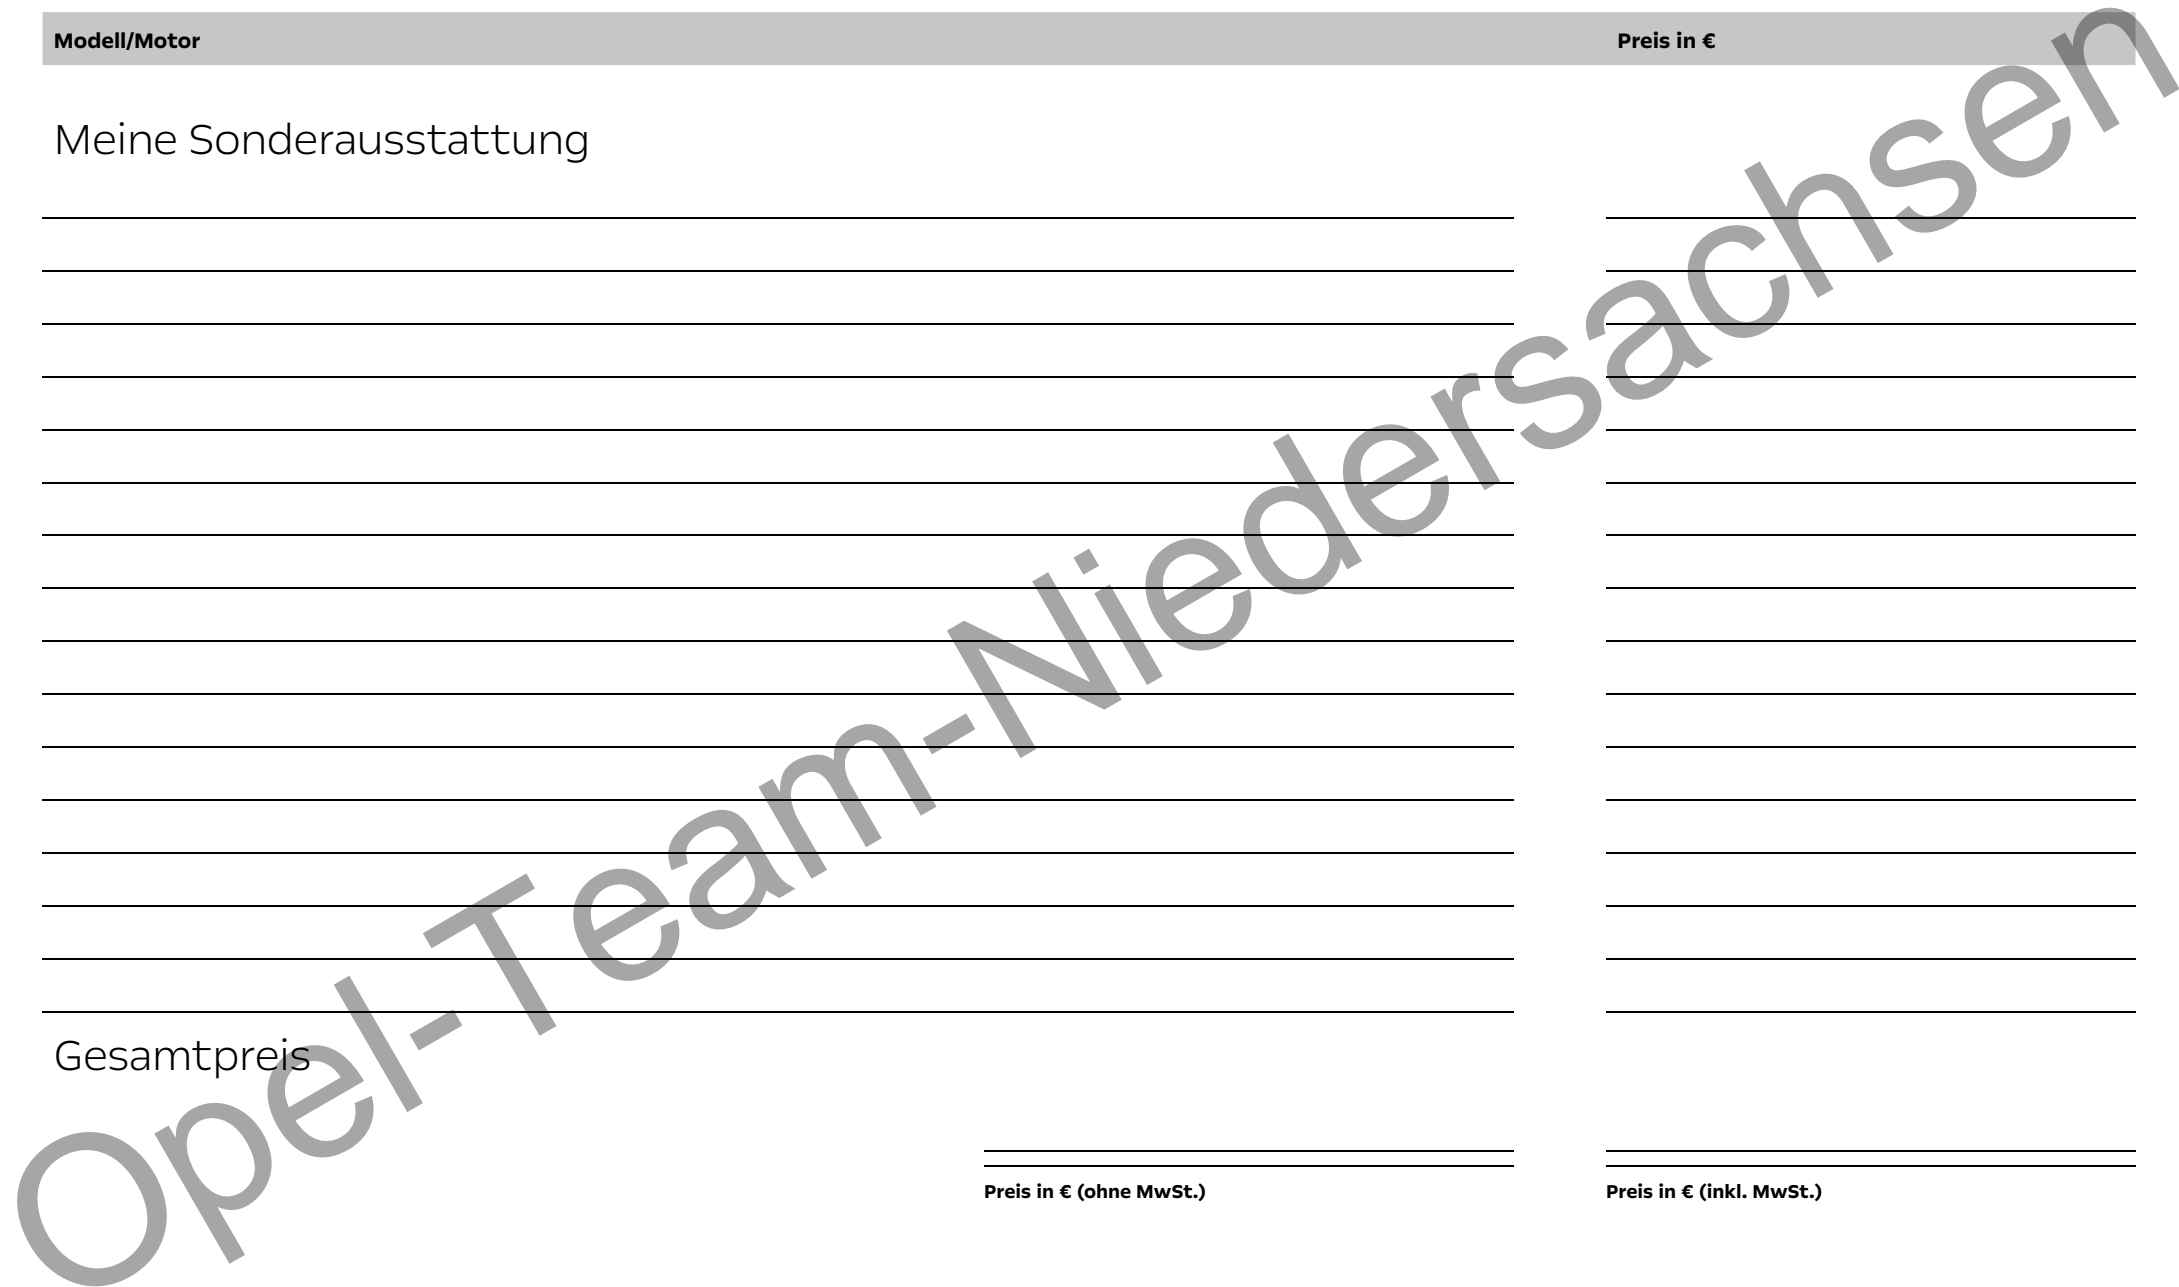 Modell/Motor Preis in €
Meine Sonderausstattung
Gesamtpreis
Preis in € (ohne MwSt.) Preis in € (inkl. MwSt.)
Opel-Team-Niedersachsen